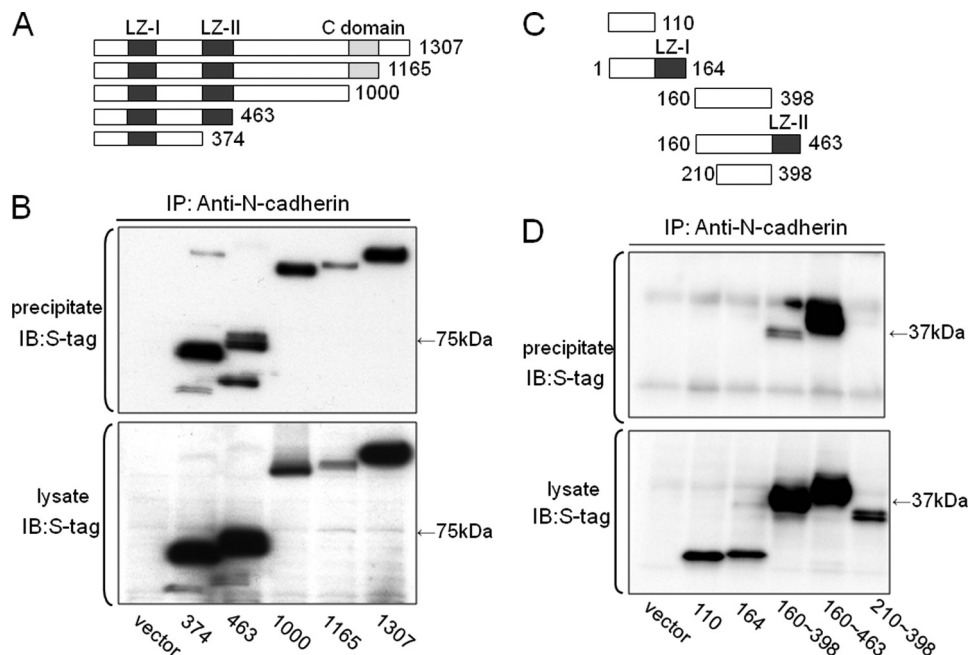 A
LZ-I LZ-II C domain
1307
1165
1000
463
374
B
IP: Anti-N-cadherin
precipitate
IB:S-tag
←75kDa
lysate
IB:S-tag
←75kDa
vector 374 463 1000 1165 1307
C
110
LZ-I
1 164
160 398
LZ-II
160 463
210 398
D
IP: Anti-N-cadherin
precipitate
IB:S-tag
←37kDa
lysate
IB:S-tag
←37kDa
vector 110 164 160~398 160~463 210~398